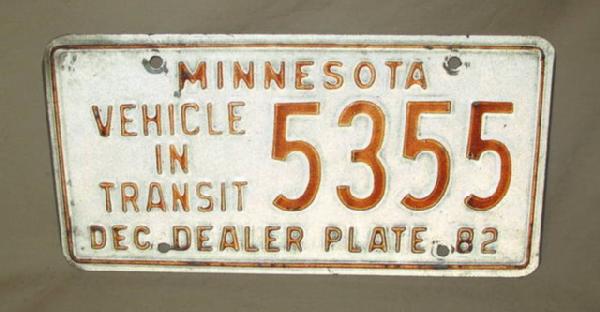 MINNESOTA
VEHICLE
IN
TRANSIT
5355
DEC. DEALER PLATE 82